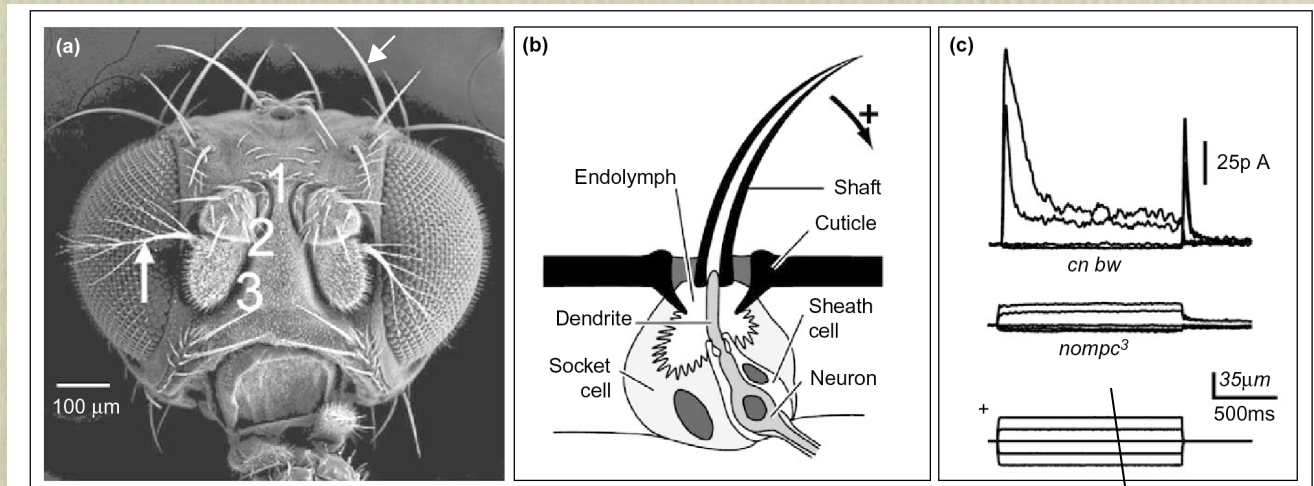 (a)
1
2
3
100 μm
(b)
+
Endolymph
Shaft
Cuticle
Dendrite
Sheath
cell
Socket
cell
Neuron
(c)
25p A
cn bw
nompc³
35μm
500ms
+